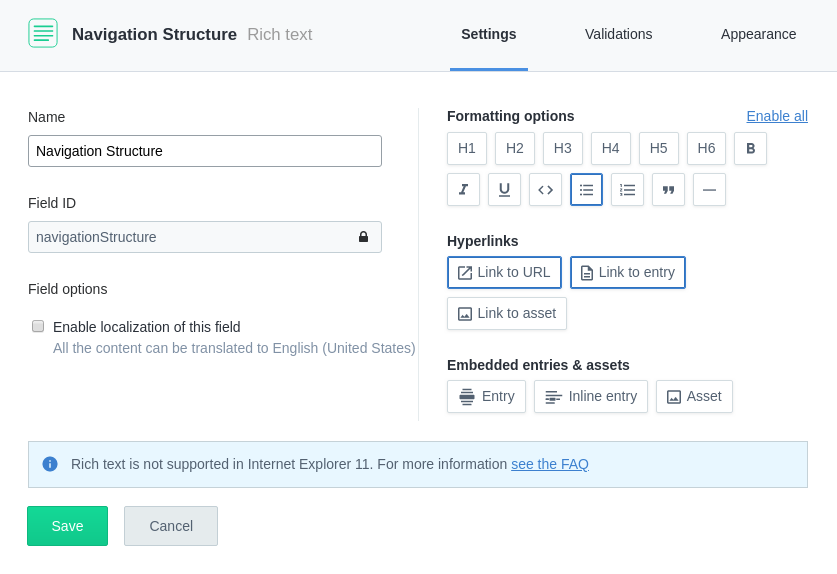 Navigation Structure Rich text
Settings
Validations
Appearance
Name
Navigation Structure
Field ID
navigationStructure
Field options
Enable localization of this field
All the content can be translated to English (United States)
Formatting options
Enable all
H1 H2 H3 H4 H5 H6 B
I U
Hyperlinks
Link to URL Link to entry
Link to asset
Embedded entries & assets
Entry Inline entry Asset
Rich text is not supported in Internet Explorer 11. For more information see the FAQ
Save Cancel